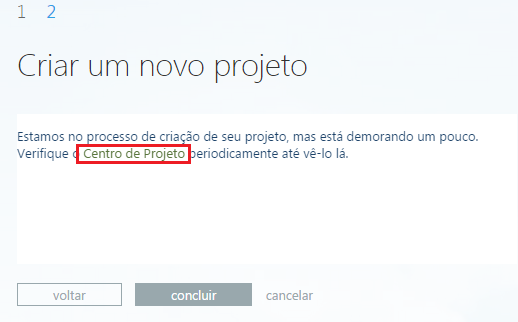 1 2
Criar um novo projeto
Estamos no processo de criação de seu projeto, mas está demorando um pouco.
Verifique o Centro de Projeto periodicamente até vê-lo lá.
voltar concluir cancelar